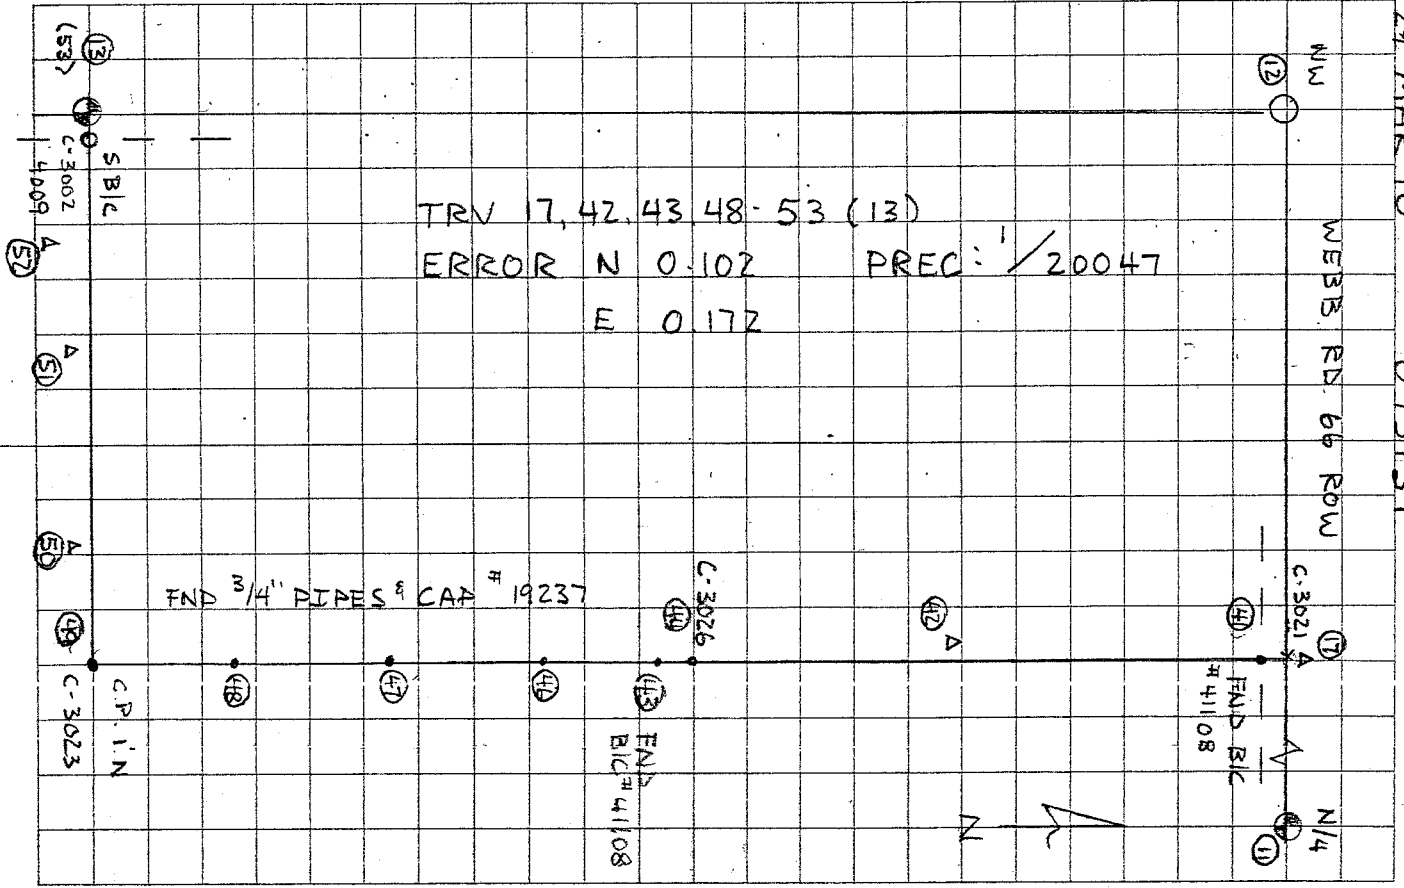 TRV 17, 42, 43, 48 - 53 (13)
ERROR N 0.102 PREC: 1/20047
E 0.172
NW
12
WEBB RD. 66 ROW
C-3021
17
41
FND B/C
#41108
N/4
11
42
C-3026
44
43
FND
B/C #41108
46
47
48
FND 3/4" PIPES & CAP # 19237
49
C.P. 1' N
C-3023
50
51
52
13
(53)
S B/C
C-3002
4009
N